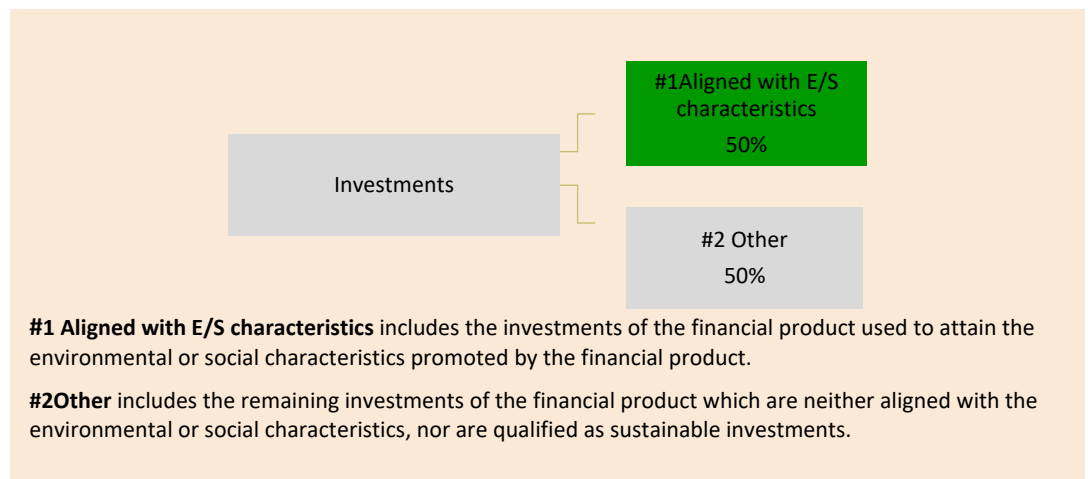 #1Aligned with E/S
characteristics
50%
Investments
#2 Other
50%
#1 Aligned with E/S characteristics includes the investments of the financial product used to attain the
environmental or social characteristics promoted by the financial product.
#2Other includes the remaining investments of the financial product which are neither aligned with the
environmental or social characteristics, nor are qualified as sustainable investments.